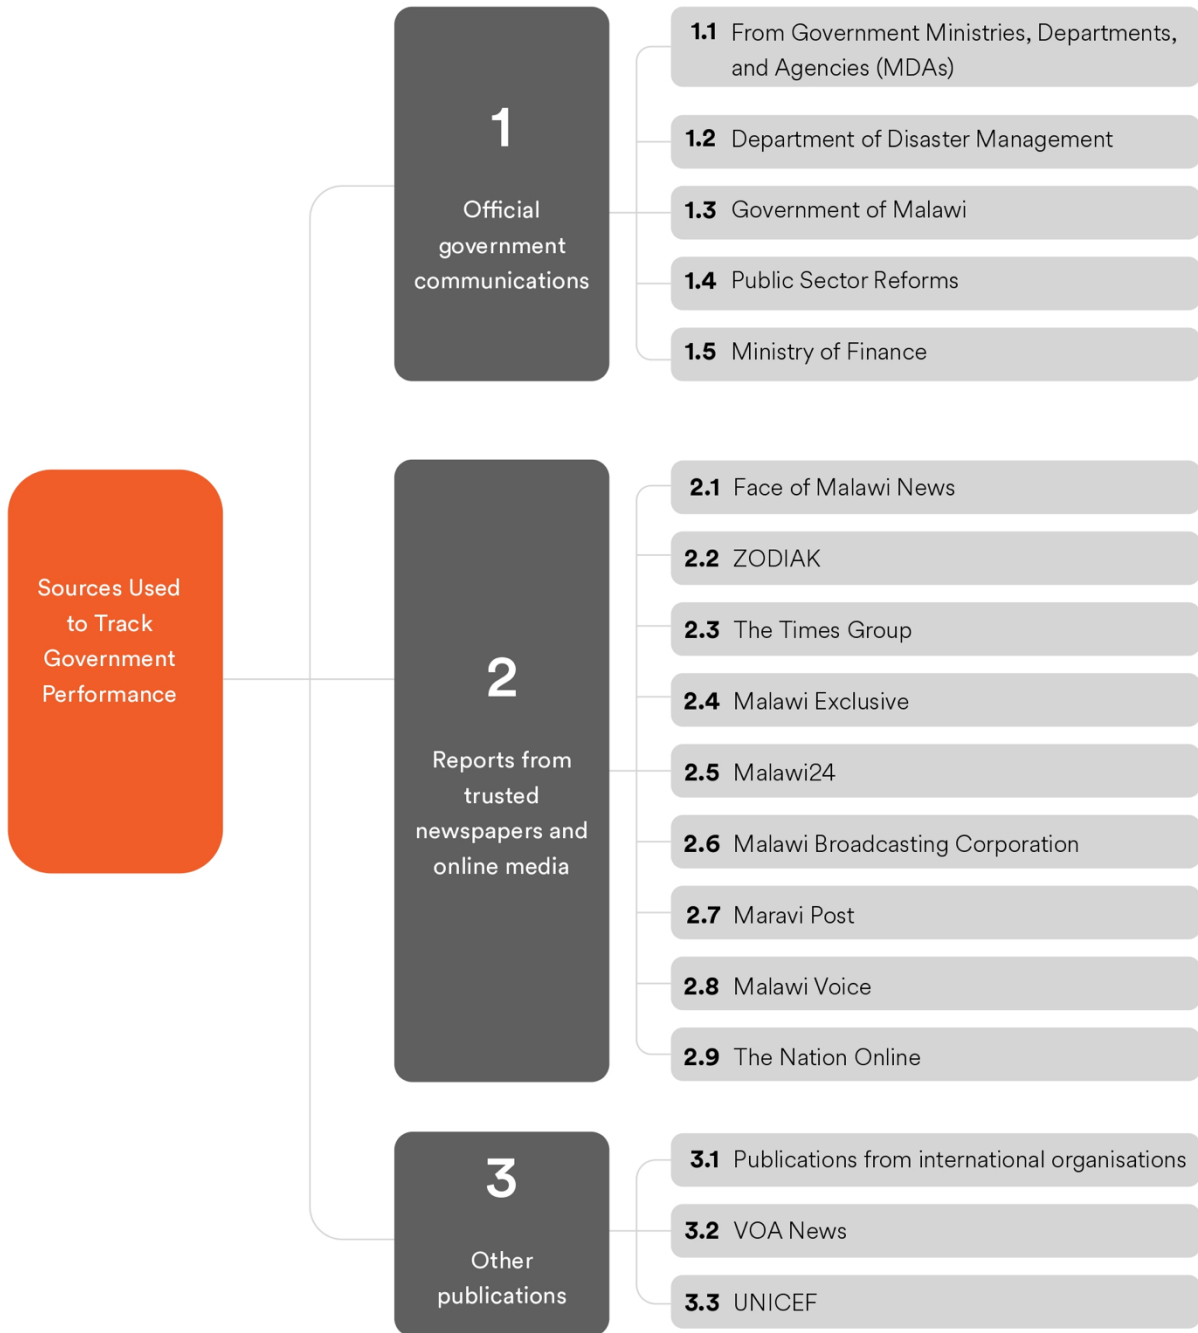 Sources Used
to Track
Government
Performance
1
Official
government
communications
1.1 From Government Ministries, Departments,
and Agencies (MDAs)
1.2 Department of Disaster Management
1.3 Government of Malawi
1.4 Public Sector Reforms
1.5 Ministry of Finance
2
Reports from
trusted
newspapers and
online media
2.1 Face of Malawi News
2.2 ZODIAK
2.3 The Times Group
2.4 Malawi Exclusive
2.5 Malawi24
2.6 Malawi Broadcasting Corporation
2.7 Maravi Post
2.8 Malawi Voice
2.9 The Nation Online
3
Other
publications
3.1 Publications from international organisations
3.2 VOA News
3.3 UNICEF